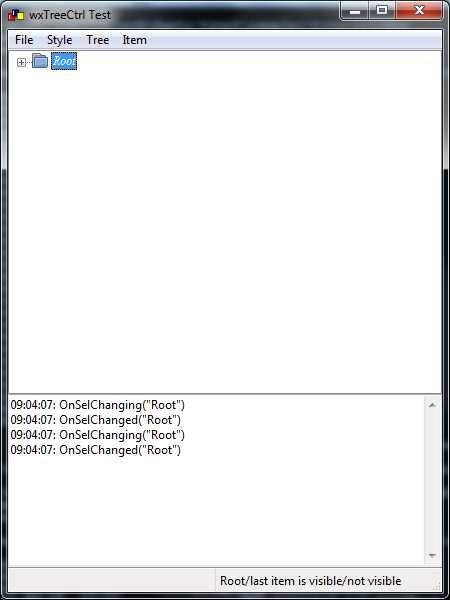 wxTreeCtrl Test
File Style Tree Item
Root
09:04:07: OnSelChanging("Root")
09:04:07: OnSelChanged("Root")
09:04:07: OnSelChanging("Root")
09:04:07: OnSelChanged("Root")
Root/last item is visible/not visible